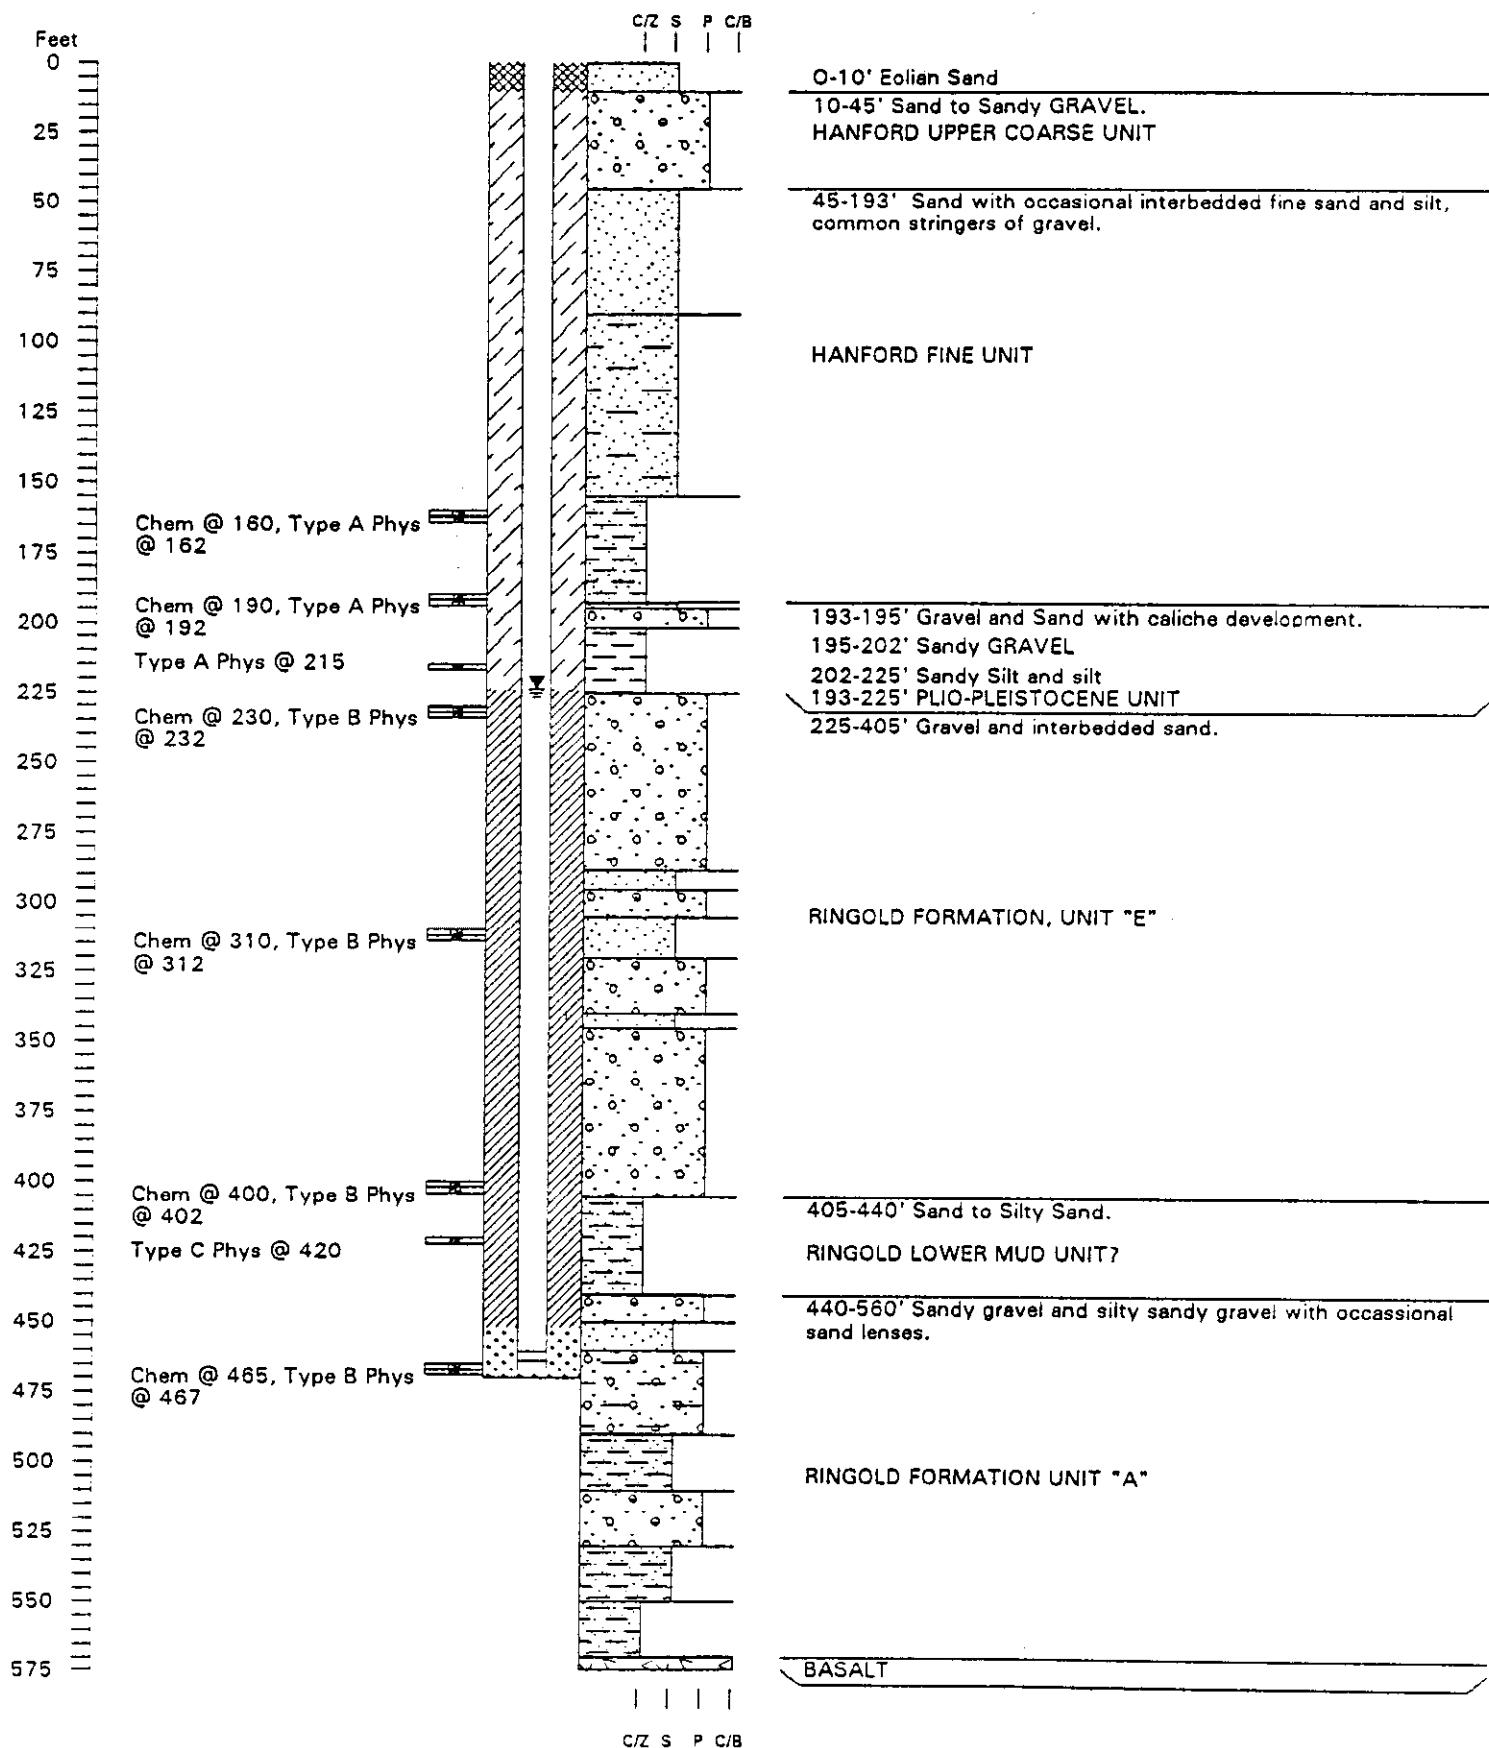 C/Z S P C/B
Feet
0
25
50
75
100
125
150
175
200
225
250
275
300
325
350
375
400
425
450
475
500
525
550
575
Chem @ 160, Type A Phys
@ 162
Chem @ 190, Type A Phys
@ 192
Type A Phys @ 215
Chem @ 230, Type B Phys
@ 232
Chem @ 310, Type B Phys
@ 312
Chem @ 400, Type B Phys
@ 402
Type C Phys @ 420
Chem @ 465, Type B Phys
@ 467
0-10' Eolian Sand
10-45' Sand to Sandy GRAVEL.
HANFORD UPPER COARSE UNIT
45-193' Sand with occasional interbedded fine sand and silt,
common stringers of gravel.
HANFORD FINE UNIT
193-195' Gravel and Sand with caliche development.
195-202' Sandy GRAVEL
202-225' Sandy Silt and silt
193-225' PLIO-PLEISTOCENE UNIT
225-405' Gravel and interbedded sand.
RINGOLD FORMATION, UNIT "E"
405-440' Sand to Silty Sand.
RINGOLD LOWER MUD UNIT?
440-560' Sandy gravel and silty sandy gravel with occassional
sand lenses.
RINGOLD FORMATION UNIT "A"
BASALT
C/Z S P C/B